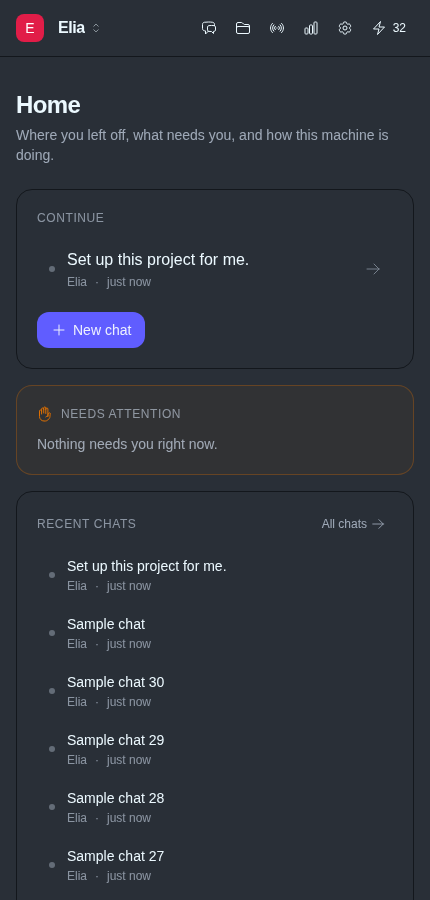 E
Elia
32
Home
Where you left off, what needs you, and how this machine is
doing.
CONTINUE
Set up this project for me.
Elia · just now
New chat
NEEDS ATTENTION
Nothing needs you right now.
RECENT CHATS
All chats
Set up this project for me.
Elia · just now
Sample chat
Elia · just now
Sample chat 30
Elia · just now
Sample chat 29
Elia · just now
Sample chat 28
Elia · just now
Sample chat 27
Elia · just now